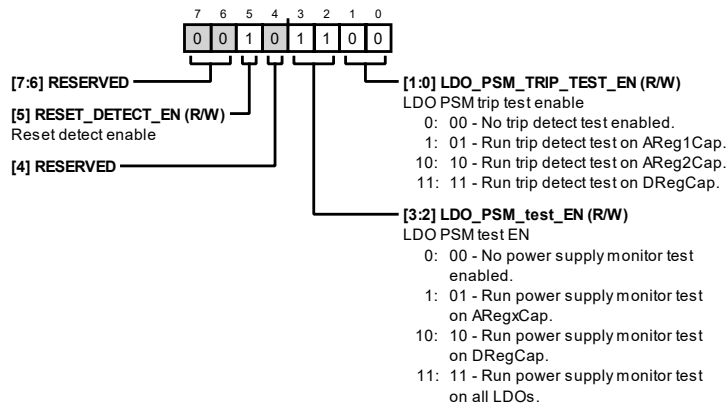 7 6 5 4 3 2 1 0
0 0 1 0 1 1 0 0
[7:6] RESERVED
[5] RESET_DETECT_EN (R/W)
Reset detect enable
[4] RESERVED
[1:0] LDO_PSM_TRIP_TEST_EN (R/W)
LDO PSM trip test enable
0: 00 - No trip detect test enabled.
1: 01 - Run trip detect test on AReg1Cap.
10: 10 - Run trip detect test on AReg2Cap.
11: 11 - Run trip detect test on DRegCap.
[3:2] LDO_PSM_test_EN (R/W)
LDO PSM test EN
0: 00 - No power supply monitor test
enabled.
1: 01 - Run power supply monitor test
on ARegxCap.
10: 10 - Run power supply monitor test
on DRegCap.
11: 11 - Run power supply monitor test
on all LDOs.